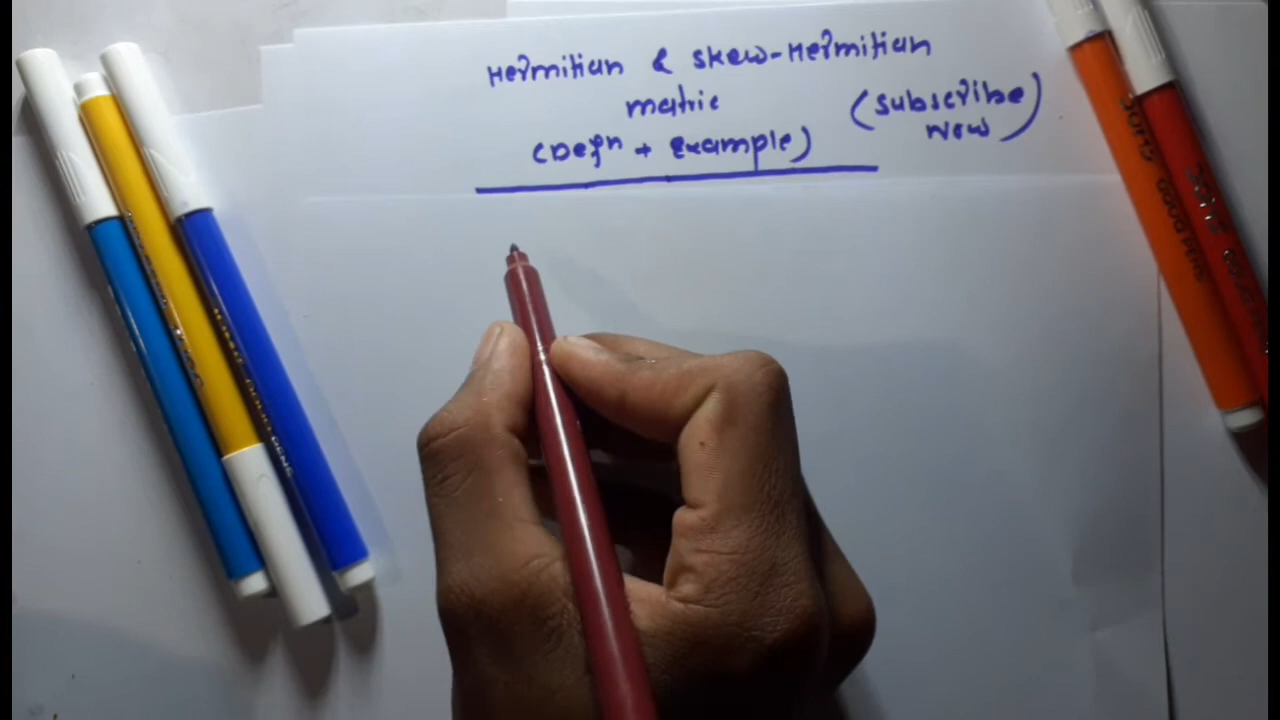 Hermitian & Skew-Hermitian
matric
(Defn + Example)
(Subscribe
Now)